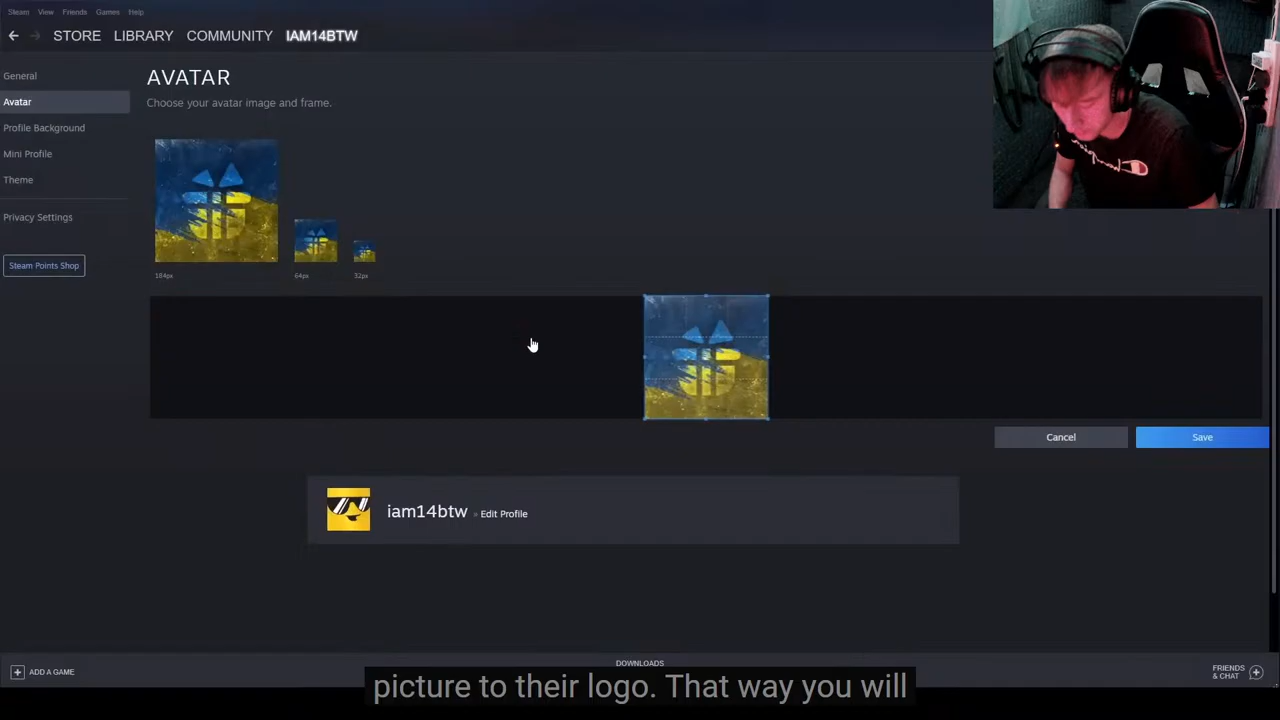 Steam View Friends Games Help
STORE LIBRARY COMMUNITY IAM14BTW
General
Avatar
Profile Background
Mini Profile
Theme
Privacy Settings
Steam Points Shop
AVATAR
Choose your avatar image and frame.
184px 64px 32px
Cancel Save
iam14btw » Edit Profile
ADD A GAME
DOWNLOADS
FRIENDS
& CHAT
picture to their logo. That way you will